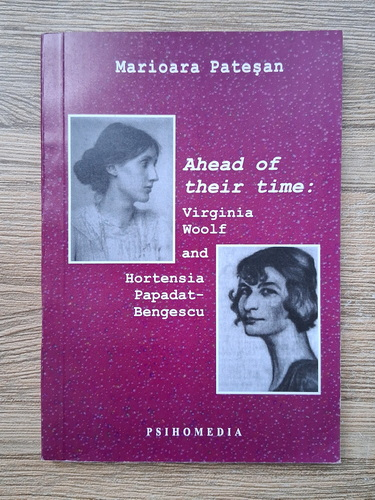 Marioara Pateşan
Ahead of
their time:
Virginia
Woolf
and
Hortensia
Papadat-
Bengescu
PSIHOMEDIA